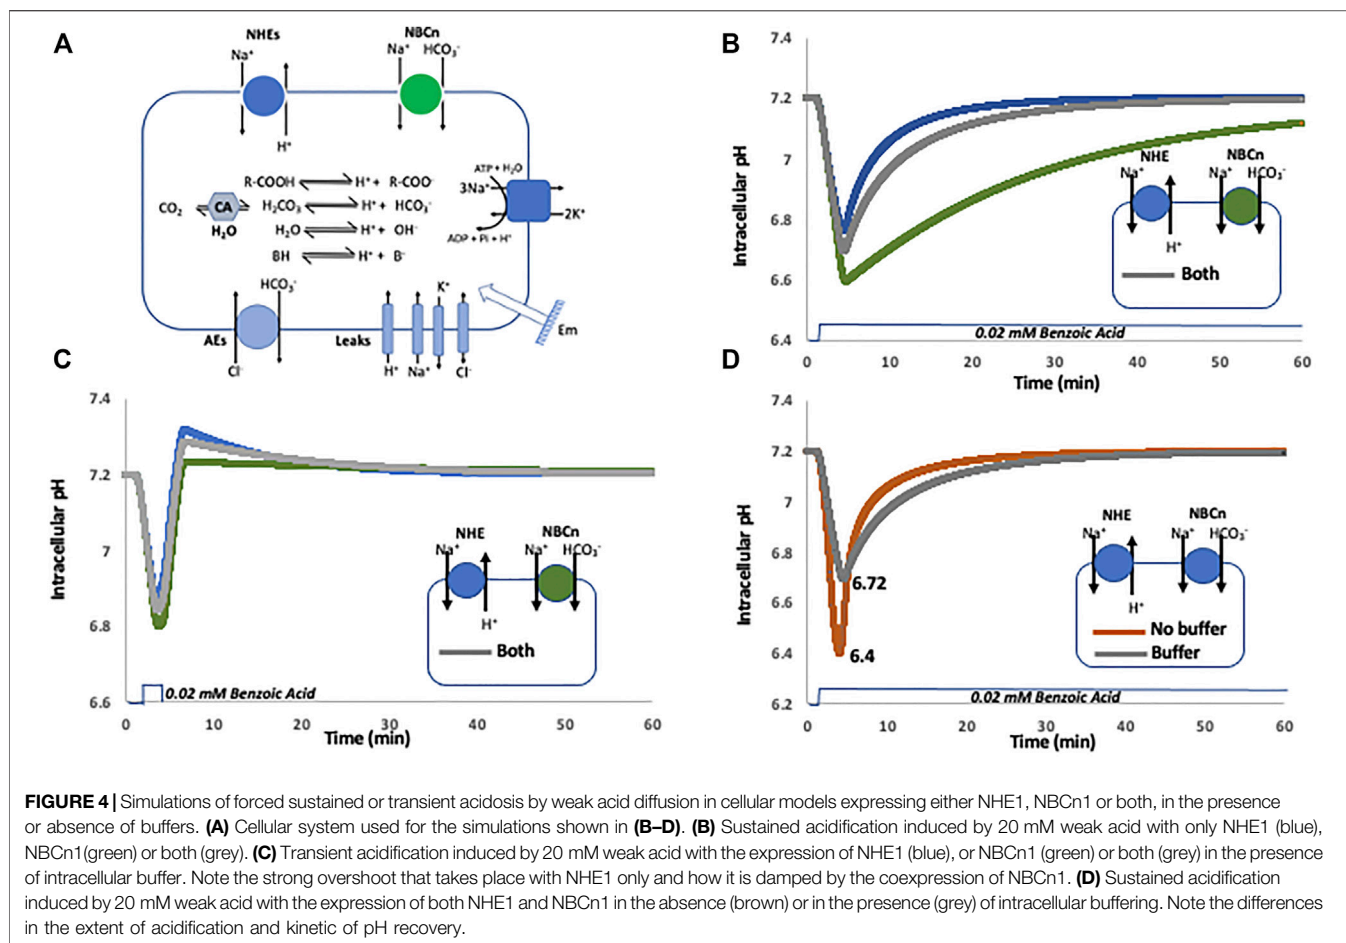 A
NHEs
NBCn
Na⁺
Na⁺ HCO₃⁻
H⁺
R-COOH H⁺ + R-COO⁻
CO₂ CA H₂CO₃ H⁺ + HCO₃⁻
H₂O H₂O H⁺ + OH⁻
BH H⁺ + B⁻
ATP + H₂O
3Na⁺
2K⁺
ADP + Pi + H⁺
HCO₃⁻
K⁺
AEs
Leaks
Em
Cl⁻
H⁺ Na⁺ Cl⁻
B
7.4
7.2
7
6.8
6.6
6.4
Intracellular pH
NHE NBCn
Na⁺ Na⁺ HCO₃⁻
H⁺
Both
0.02 mM Benzoic Acid
0 10 20 30 40 50 60
Time (min)
C
7.4
7.2
7
6.8
6.6
Intracellular pH
NHE NBCn
Na⁺ Na⁺ HCO₃⁻
H⁺
Both
0.02 mM Benzoic Acid
0 10 20 30 40 50 60
Time (min)
D
7.4
7.2
7
6.8
6.6
6.4
6.2
Intracellular pH
6.72
6.4
NHE NBCn
Na⁺ Na⁺ HCO₃⁻
H⁺
No buffer
Buffer
0.02 mM Benzoic Acid
0 10 20 30 40 50 60
Time (min)
FIGURE 4 | Simulations of forced sustained or transient acidosis by weak acid diffusion in cellular models expressing either NHE1, NBCn1 or both, in the presence
or absence of buffers. (A) Cellular system used for the simulations shown in (B–D). (B) Sustained acidification induced by 20 mM weak acid with only NHE1 (blue),
NBCn1(green) or both (grey). (C) Transient acidification induced by 20 mM weak acid with the expression of NHE1 (blue), or NBCn1 (green) or both (grey) in the presence
of intracellular buffer. Note the strong overshoot that takes place with NHE1 only and how it is damped by the coexpression of NBCn1. (D) Sustained acidification
induced by 20 mM weak acid with the expression of both NHE1 and NBCn1 in the absence (brown) or in the presence (grey) of intracellular buffering. Note the differences
in the extent of acidification and kinetic of pH recovery.